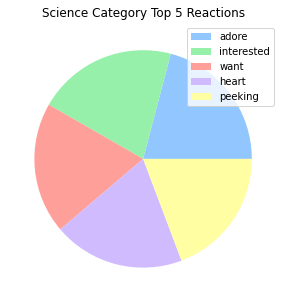 Science Category Top 5 Reactions
adore
interested
want
heart
peeking